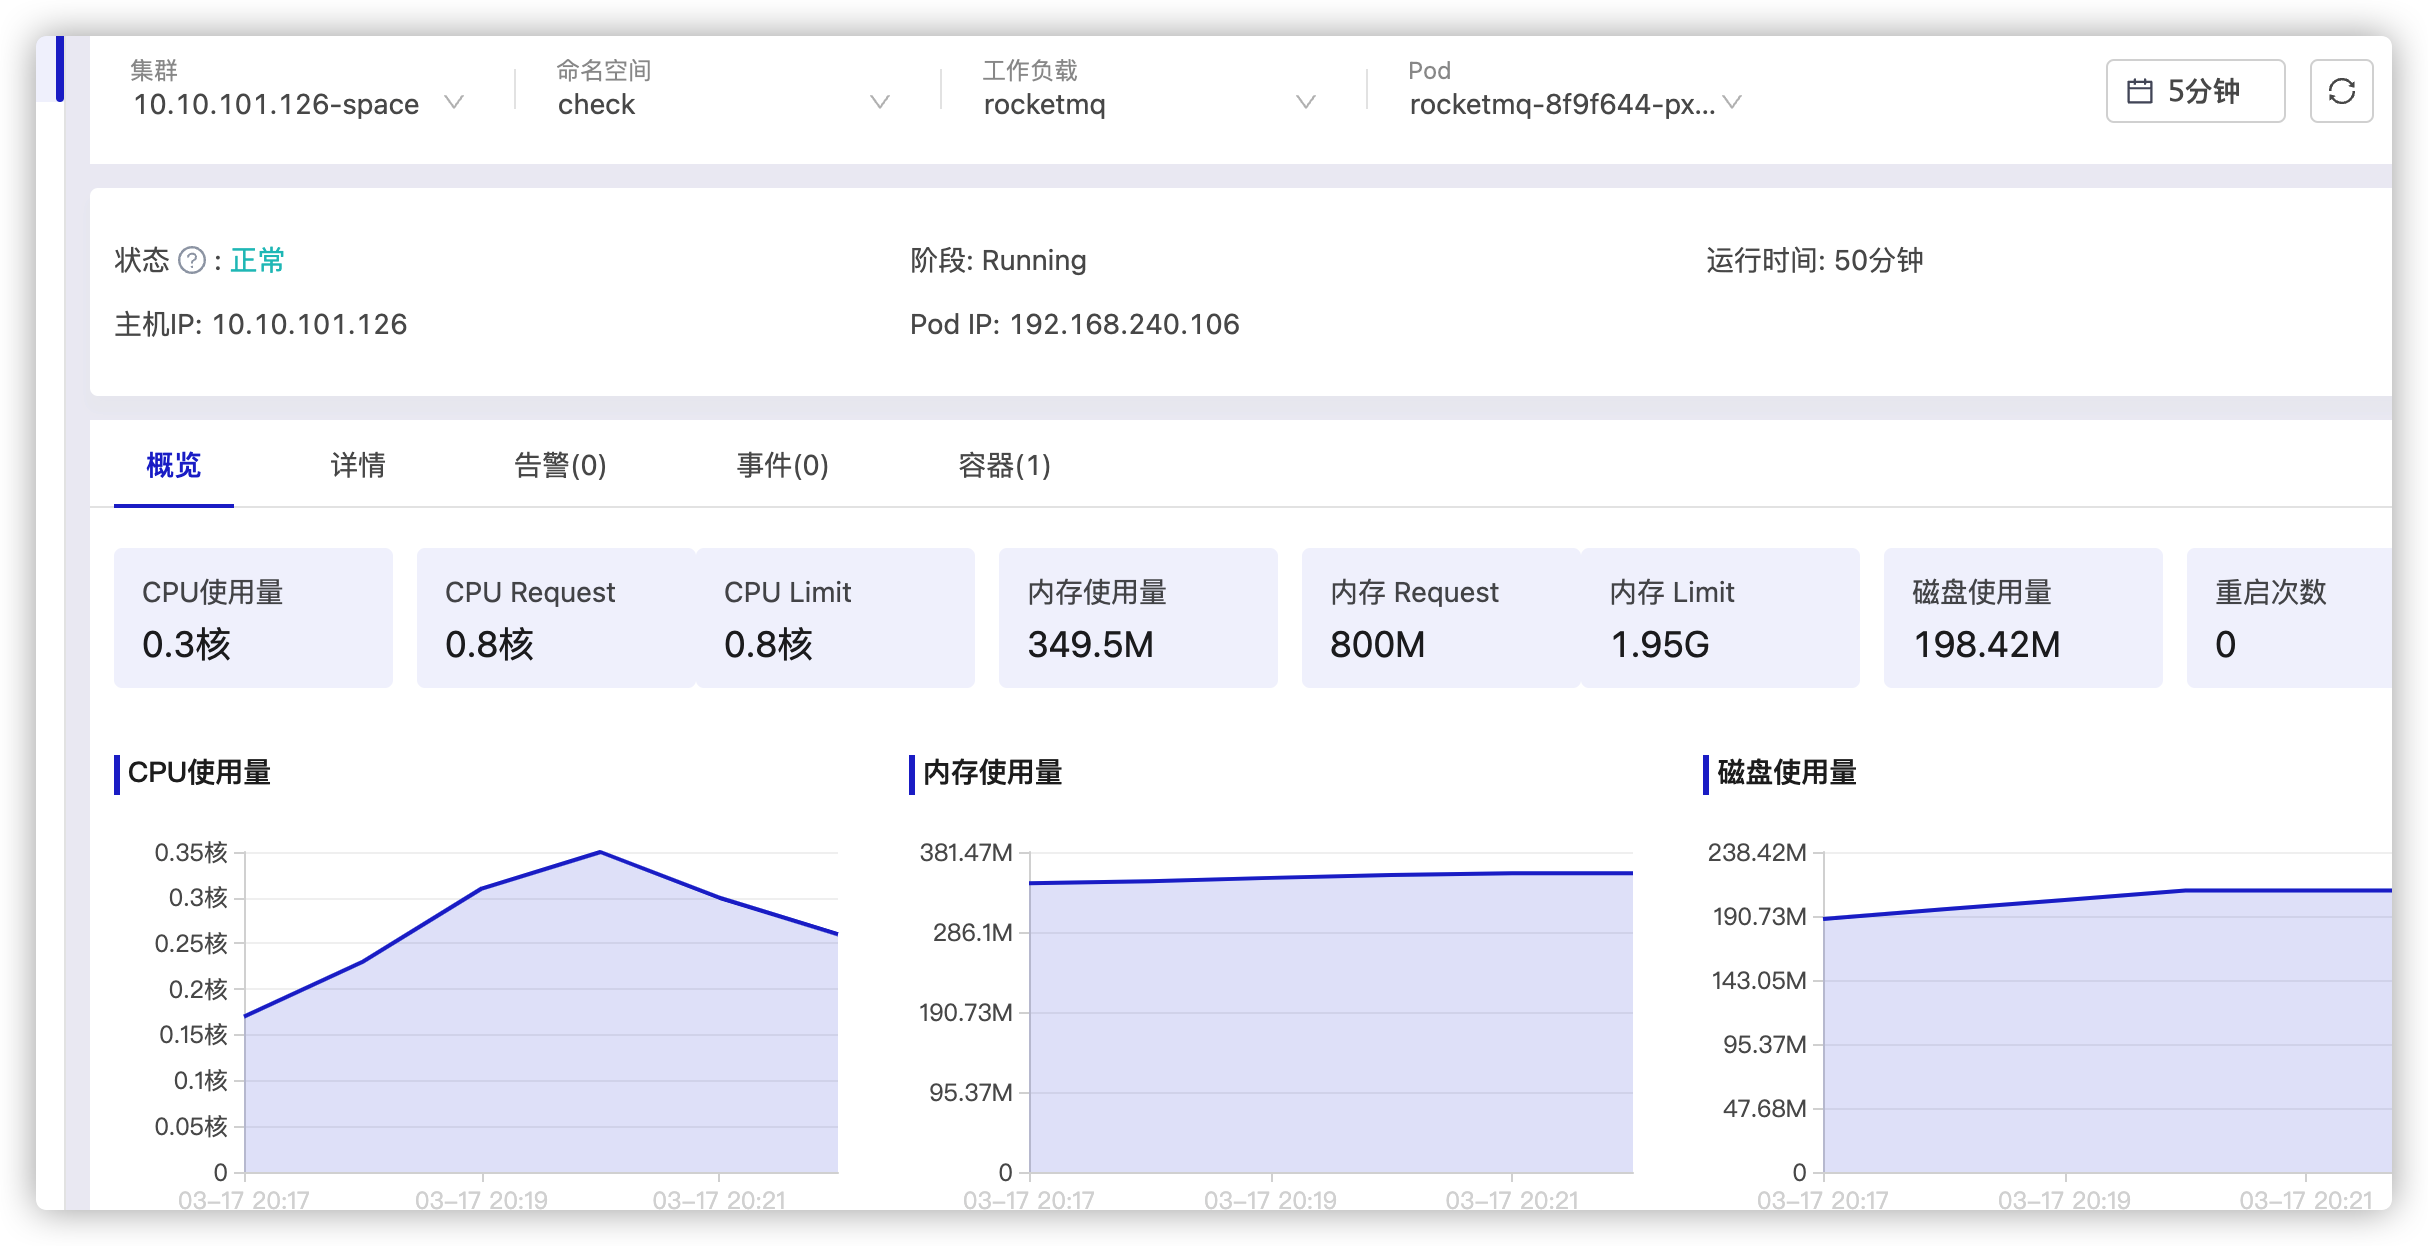 集群
10.10.101.126-space
命名空间
check
工作负载
rocketmq
Pod
rocketmq-8f9f644-px...
5分钟
状态 ? : 正常
阶段: Running
运行时间: 50分钟
主机IP: 10.10.101.126
Pod IP: 192.168.240.106
概览
详情
告警(0)
事件(0)
容器(1)
CPU使用量
0.3核
CPU Request
0.8核
CPU Limit
0.8核
内存使用量
349.5M
内存 Request
800M
内存 Limit
1.95G
磁盘使用量
198.42M
重启次数
0
CPU使用量
0.35核
0.3核
0.25核
0.2核
0.15核
0.1核
0.05核
0
03-17 20:17
03-17 20:19
03-17 20:21
内存使用量
381.47M
286.1M
190.73M
95.37M
0
03-17 20:17
03-17 20:19
03-17 20:21
磁盘使用量
238.42M
190.73M
143.05M
95.37M
47.68M
0
03-17 20:17
03-17 20:19
03-17 20:21